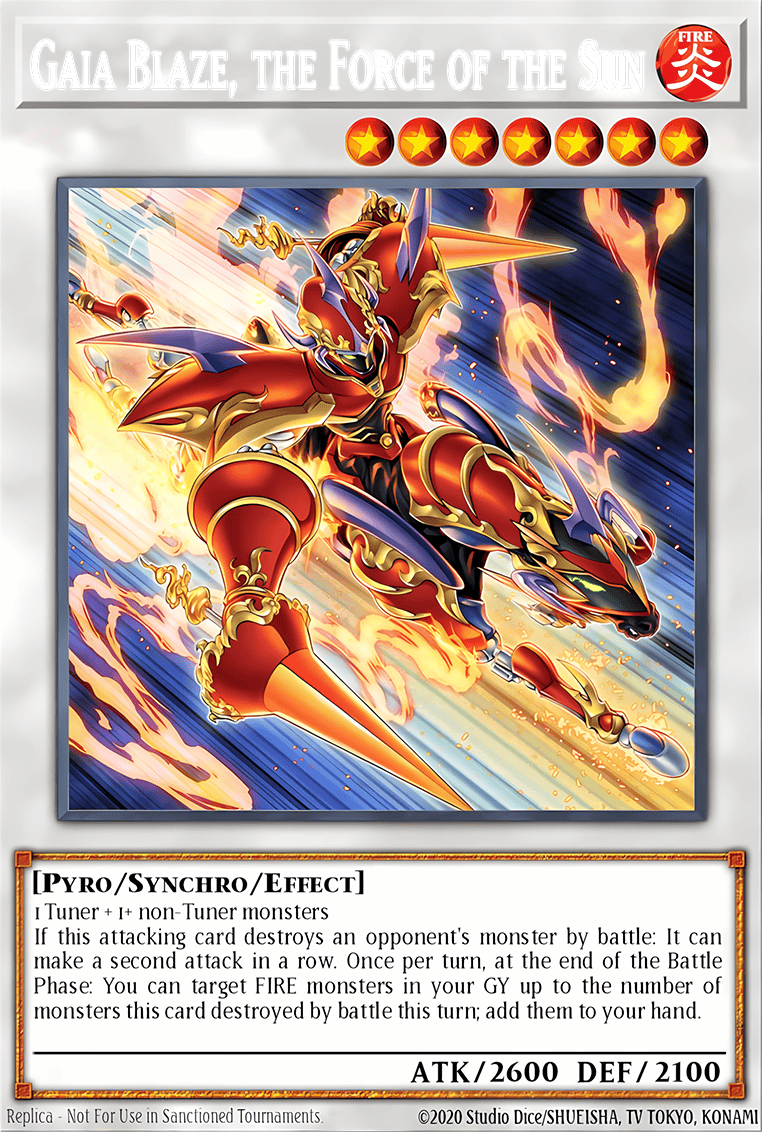 Gaia Blaze, the Force of the Sun
FIRE
炎
[Pyro/Synchro/Effect]
1 Tuner + 1+ non-Tuner monsters
If this attacking card destroys an opponent's monster by battle: It can
make a second attack in a row. Once per turn, at the end of the Battle
Phase: You can target FIRE monsters in your GY up to the number of
monsters this card destroyed by battle this turn; add them to your hand.
ATK/2600 DEF/2100
Replica - Not For Use in Sanctioned Tournaments.
©2020 Studio Dice/SHUEISHA, TV TOKYO, KONAMI